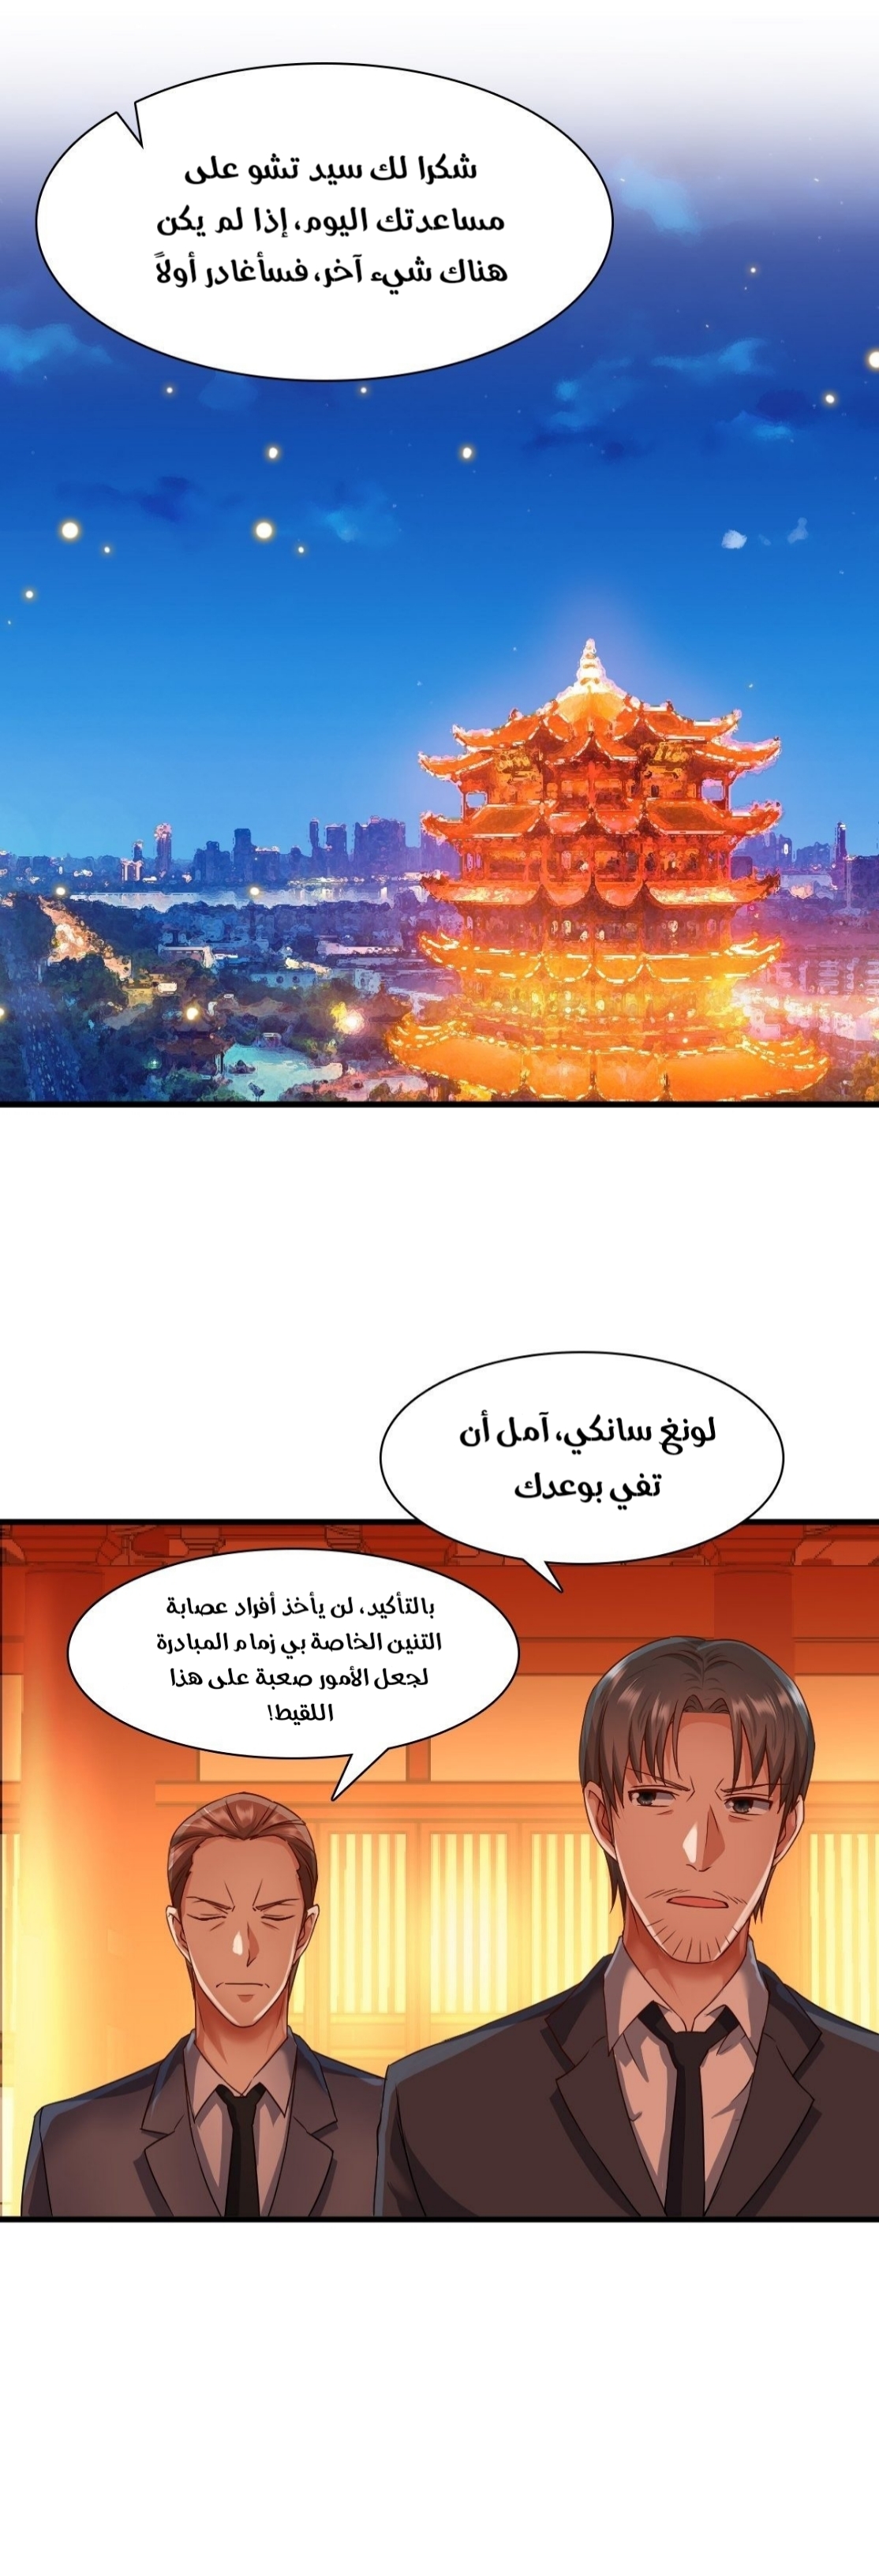 شكرا لك سيد تشو على
مساعدتك اليوم، إذا لم يكن
هناك شيء آخر، فسأغادر أولاً
لونغ سانكي، آمل أن
تفي بوعدك
بالتأكيد، لن يأخذ أفراد عصابة
التنين الخاصة بي زمام المبادرة
لجعل الأمور صعبة على هذا
اللقيط!